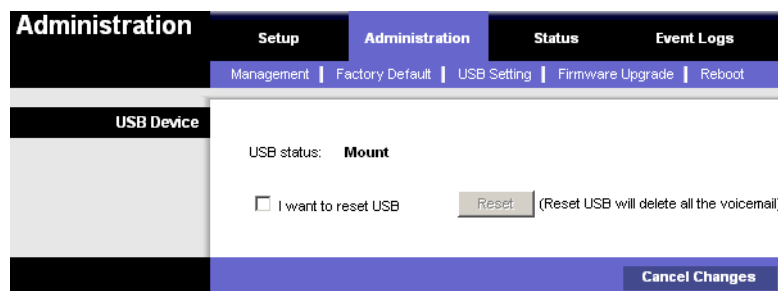 Administration
Setup Administration Status Event Logs
Management | Factory Default | USB Setting | Firmware Upgrade | Reboot
USB Device
USB status: Mount
I want to reset USB Reset (Reset USB will delete all the voicemail)
Cancel Changes